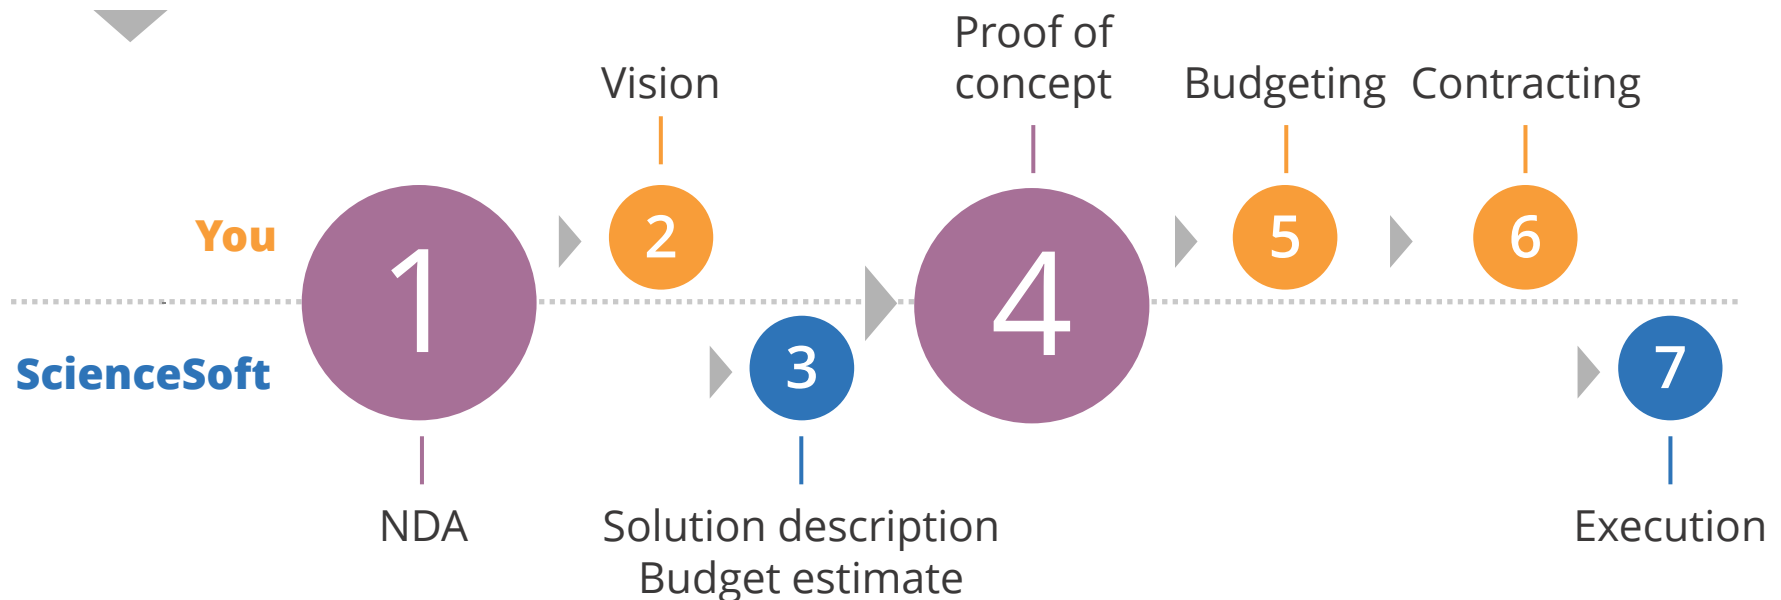 Proof of
concept
Vision
Budgeting
Contracting
You
1
2
4
5
6
ScienceSoft
3
7
NDA
Solution description
Budget estimate
Execution